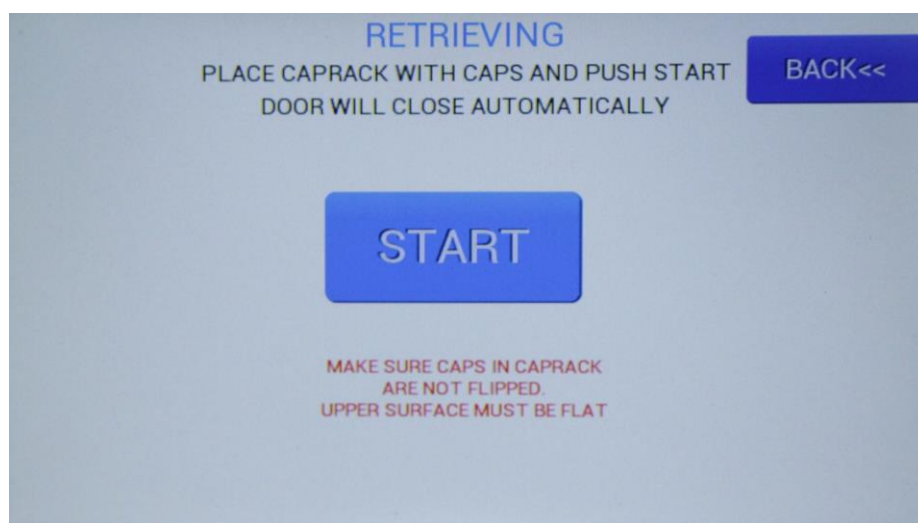 RETRIEVING
PLACE CAPRACK WITH CAPS AND PUSH START
DOOR WILL CLOSE AUTOMATICALLY
BACK<<
START
MAKE SURE CAPS IN CAPRACK
ARE NOT FLIPPED.
UPPER SURFACE MUST BE FLAT